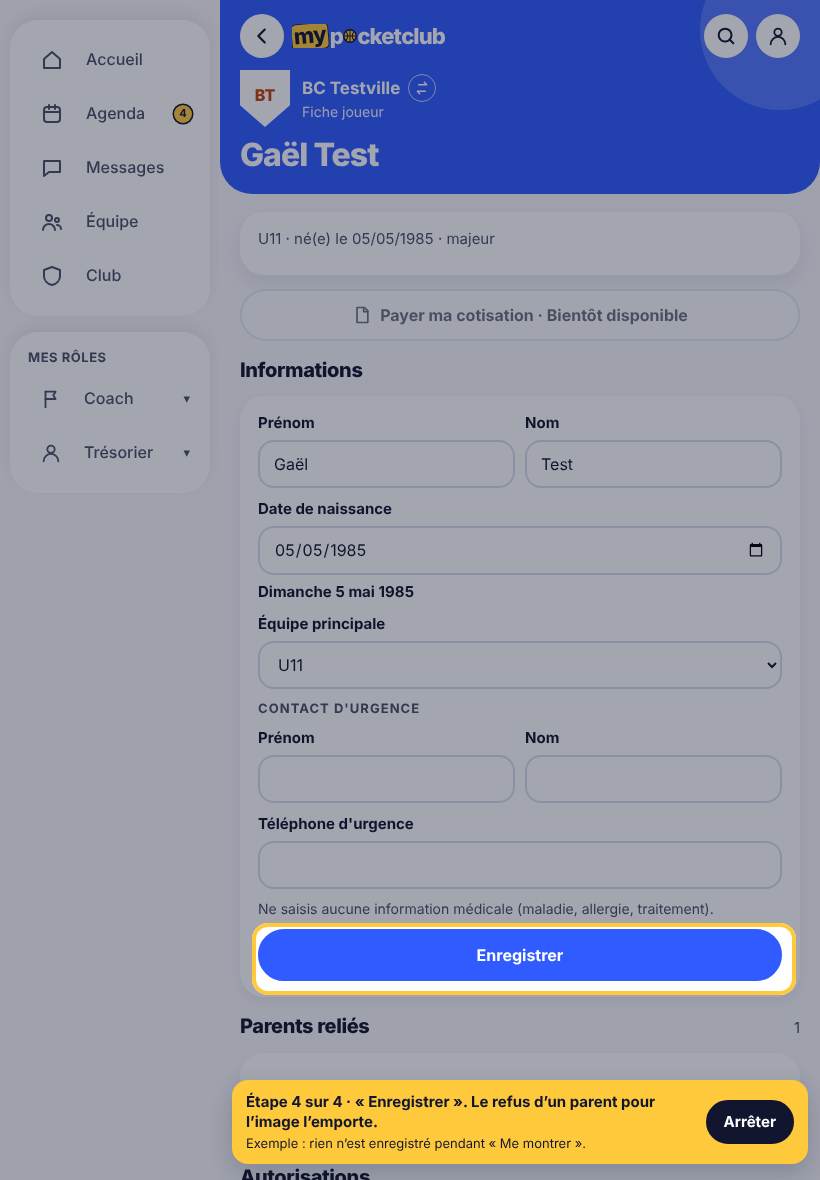 Accueil
Agenda
4
Messages
Équipe
Club
MES RÔLES
Coach ▾
Trésorier ▾
mypocketclub
BT
BC Testville
Fiche joueur
Gaël Test
U11 · né(e) le 05/05/1985 · majeur
Payer ma cotisation · Bientôt disponible
Informations
Prénom Nom
Gaël Test
Date de naissance
05/05/1985
Dimanche 5 mai 1985
Équipe principale
U11
CONTACT D'URGENCE
Prénom Nom
Téléphone d'urgence
Ne saisis aucune information médicale (maladie, allergie, traitement).
Enregistrer
Parents reliés 1
Étape 4 sur 4 · « Enregistrer ». Le refus d’un parent pour
l’image l’emporte.
Exemple : rien n’est enregistré pendant « Me montrer ».
Arrêter
Autorisations